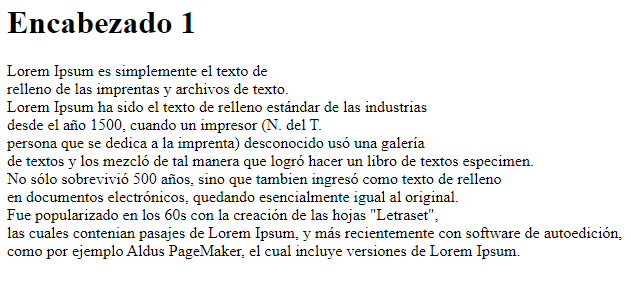 Encabezado 1
Lorem Ipsum es simplemente el texto de
relleno de las imprentas y archivos de texto.
Lorem Ipsum ha sido el texto de relleno estándar de las industrias
desde el año 1500, cuando un impresor (N. del T.
persona que se dedica a la imprenta) desconocido usó una galería
de textos y los mezcló de tal manera que logró hacer un libro de textos especimen.
No sólo sobrevivió 500 años, sino que tambien ingresó como texto de relleno
en documentos electrónicos, quedando esencialmente igual al original.
Fue popularizado en los 60s con la creación de las hojas "Letraset",
las cuales contenian pasajes de Lorem Ipsum, y más recientemente con software de autoedición,
como por ejemplo Aldus PageMaker, el cual incluye versiones de Lorem Ipsum.